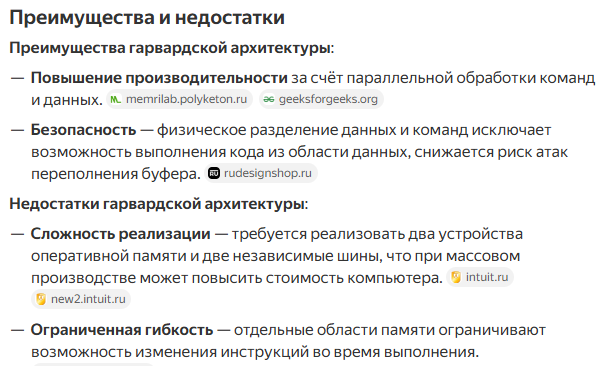 Преимущества и недостатки
Преимущества гарвардской архитектуры:
— Повышение производительности за счёт параллельной обработки команд
и данных. memrilab.polyketon.ru geeksforgeeks.org
— Безопасность — физическое разделение данных и команд исключает
возможность выполнения кода из области данных, снижается риск атак
переполнения буфера. rudesignshop.ru
Недостатки гарвардской архитектуры:
— Сложность реализации — требуется реализовать два устройства
оперативной памяти и две независимые шины, что при массовом
производстве может повысить стоимость компьютера. intuit.ru
new2.intuit.ru
— Ограниченная гибкость — отдельные области памяти ограничивают
возможность изменения инструкций во время выполнения.